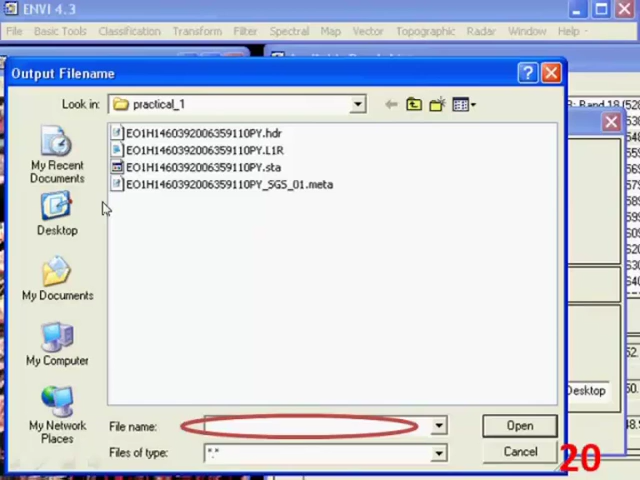 ENVI 4.3
File Basic Tools Classification Transform Filter Spectral Map Vector Topographic Radar Window Help
Output Filename
Look in: practical_1
My Recent Documents
Desktop
My Documents
My Computer
My Network Places
EO1H1460392006359110PY.hdr
EO1H1460392006359110PY.L1R
EO1H1460392006359110PY.sta
EO1H1460392006359110PY_SGS_01.meta
File name:
Open
Files of type: *.*
Cancel
Desktop
20